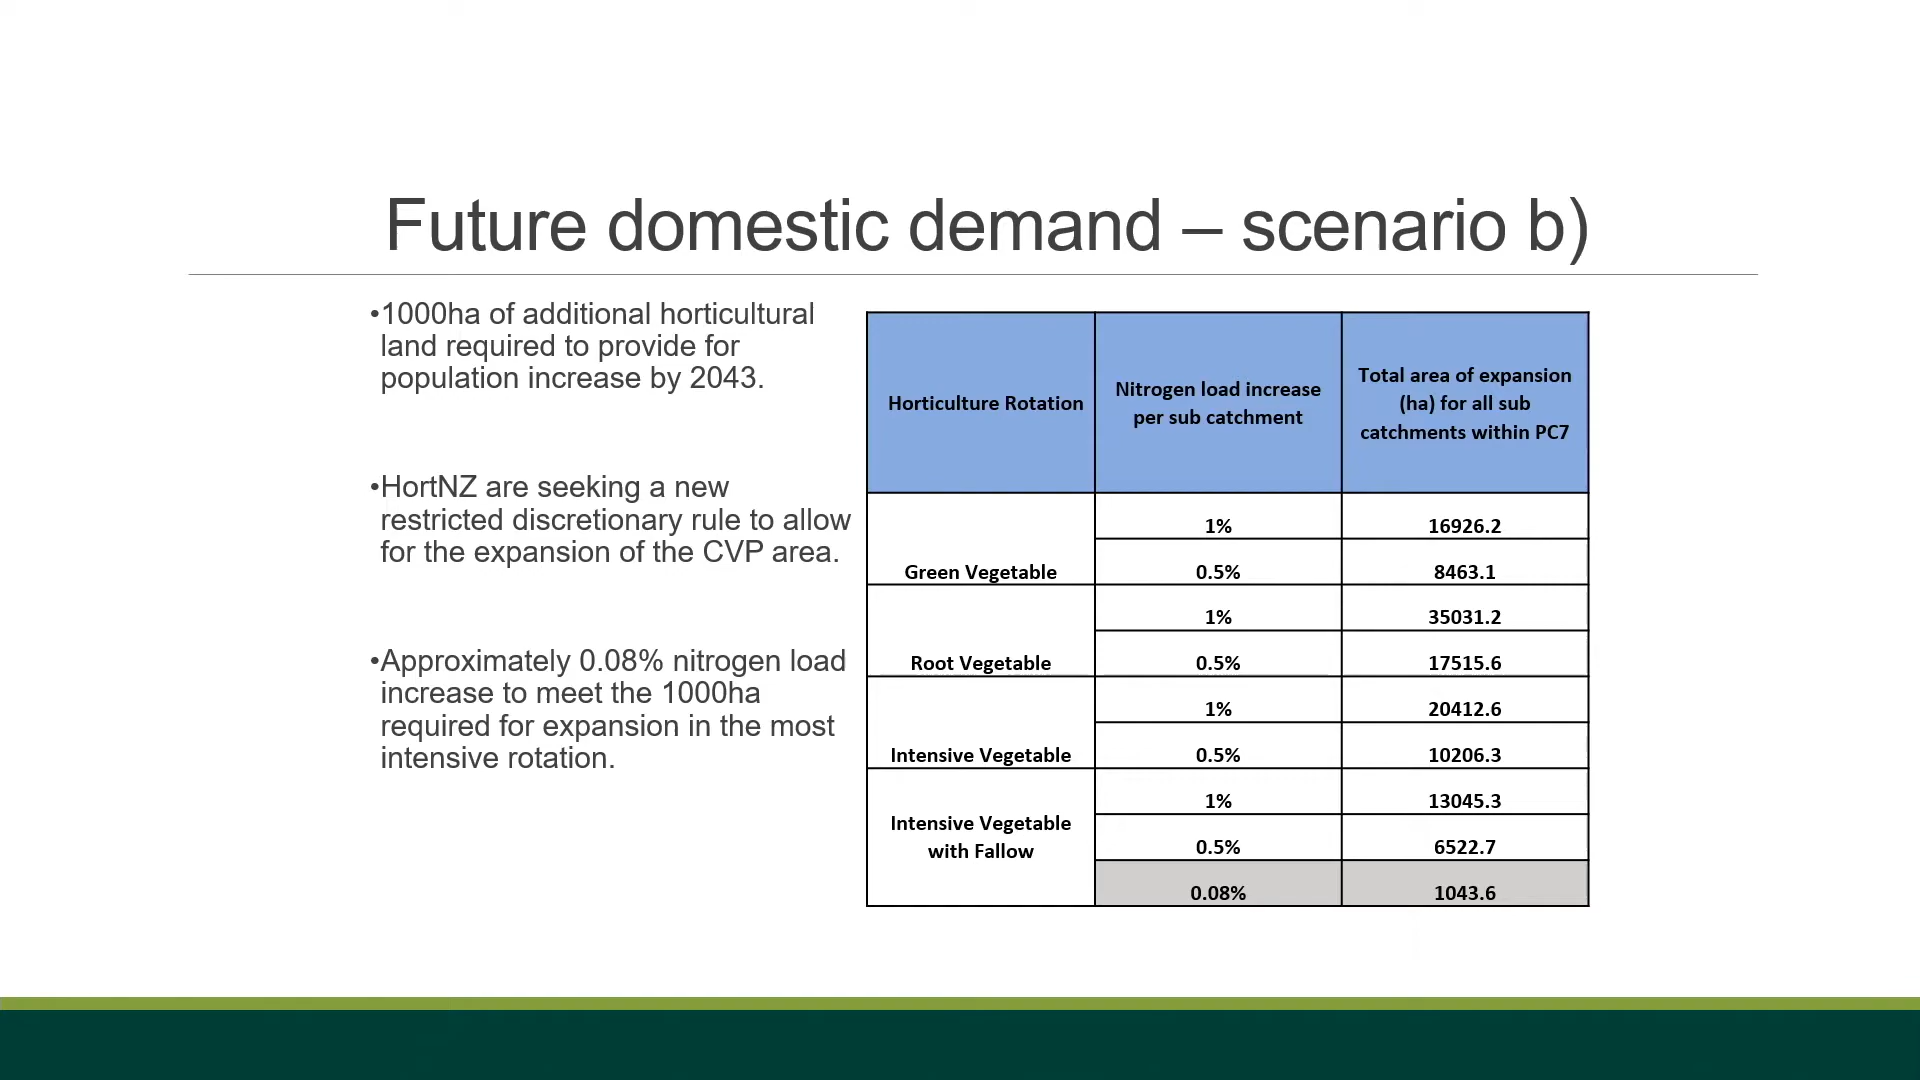 Future domestic demand – scenario b)
•1000ha of additional horticultural
land required to provide for
population increase by 2043.
•HortNZ are seeking a new
restricted discretionary rule to allow
for the expansion of the CVP area.
•Approximately 0.08% nitrogen load
increase to meet the 1000ha
required for expansion in the most
intensive rotation.
Horticulture Rotation
Nitrogen load increase
per sub catchment
Total area of expansion
(ha) for all sub
catchments within PC7
Green Vegetable
1% 16926.2
0.5% 8463.1
Root Vegetable
1% 35031.2
0.5% 17515.6
Intensive Vegetable
1% 20412.6
0.5% 10206.3
Intensive Vegetable
with Fallow
1% 13045.3
0.5% 6522.7
0.08% 1043.6